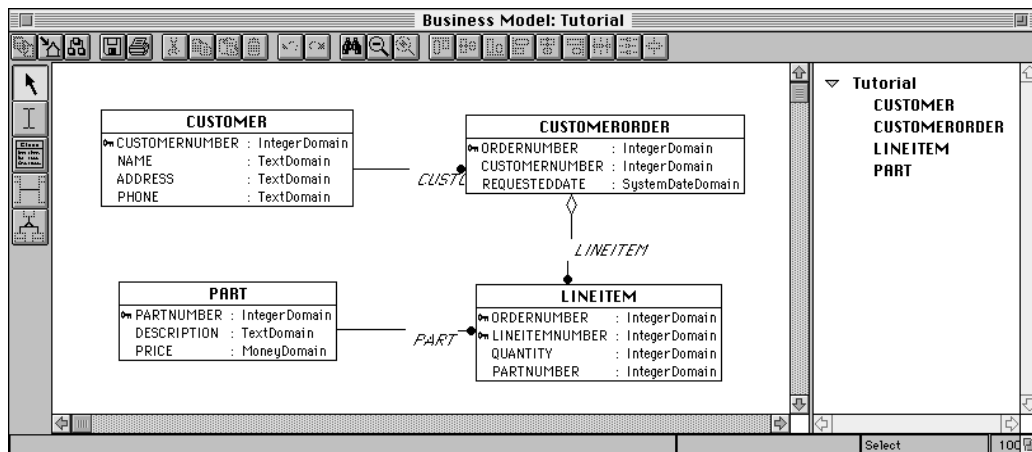 Business Model: Tutorial
CUSTOMER
CUSTOMERNUMBER : IntegerDomain
NAME : TextDomain
ADDRESS : TextDomain
PHONE : TextDomain
CUSTOMERORDER
ORDERNUMBER : IntegerDomain
CUSTOMERNUMBER : IntegerDomain
REQUESTEDDATE : SystemDateDomain
LINEITEM
PART
PARTNUMBER : IntegerDomain
DESCRIPTION : TextDomain
PRICE : MoneyDomain
PART
LINEITEM
ORDERNUMBER : IntegerDomain
LINEITEMNUMBER : IntegerDomain
QUANTITY : IntegerDomain
PARTNUMBER : IntegerDomain
Tutorial
CUSTOMER
CUSTOMERORDER
LINEITEM
PART
Select